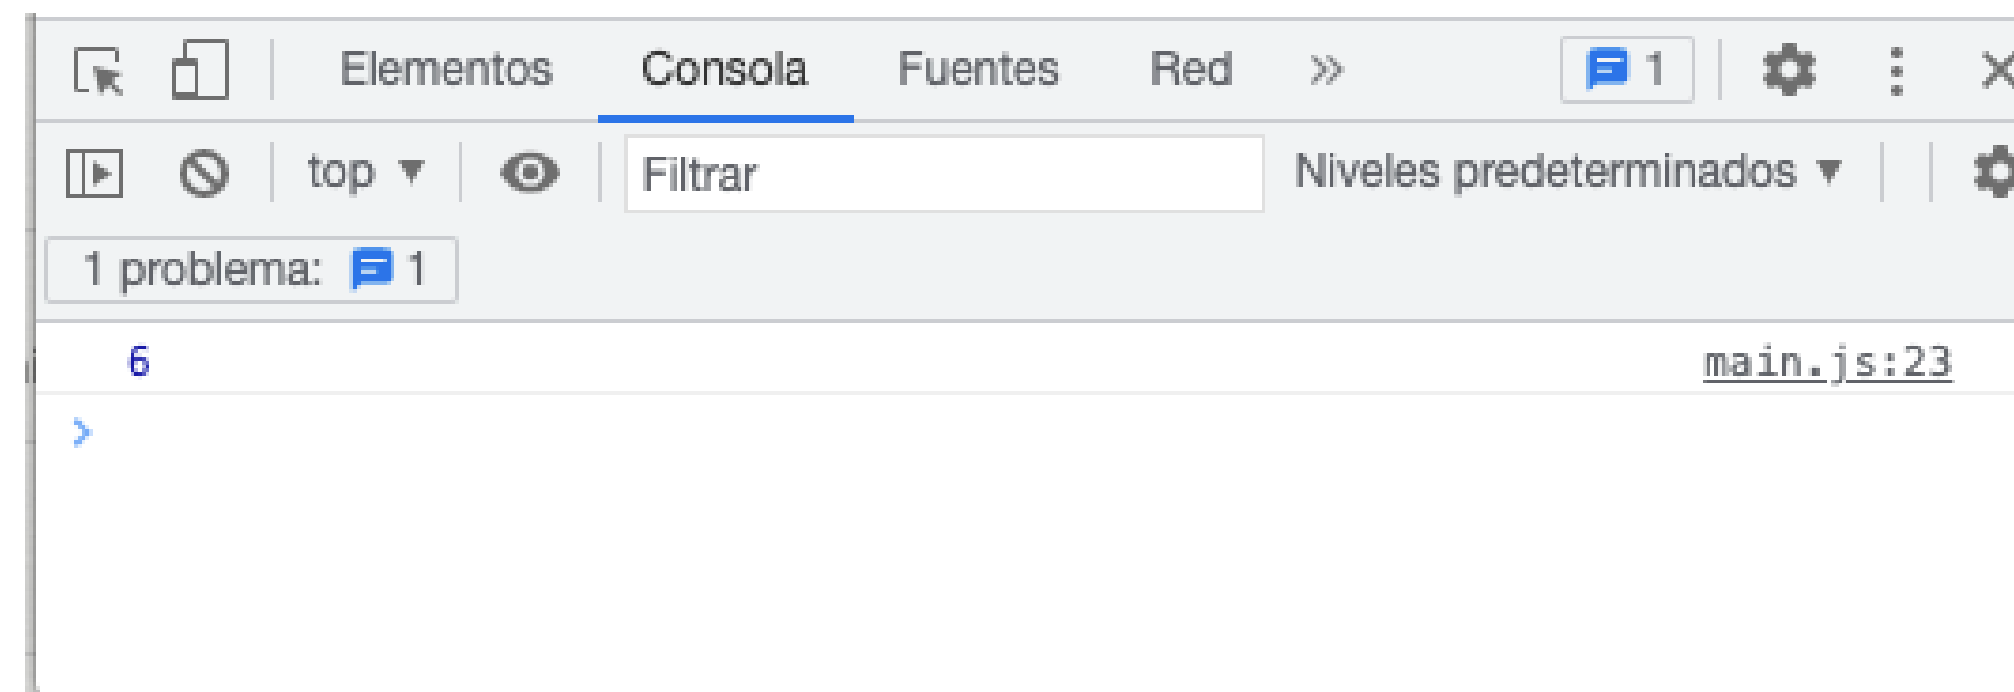 Elementos Consola Fuentes Red » 1
top ▼ Filtrar Niveles predeterminados ▼
1 problema: 1
6 main.js:23
>